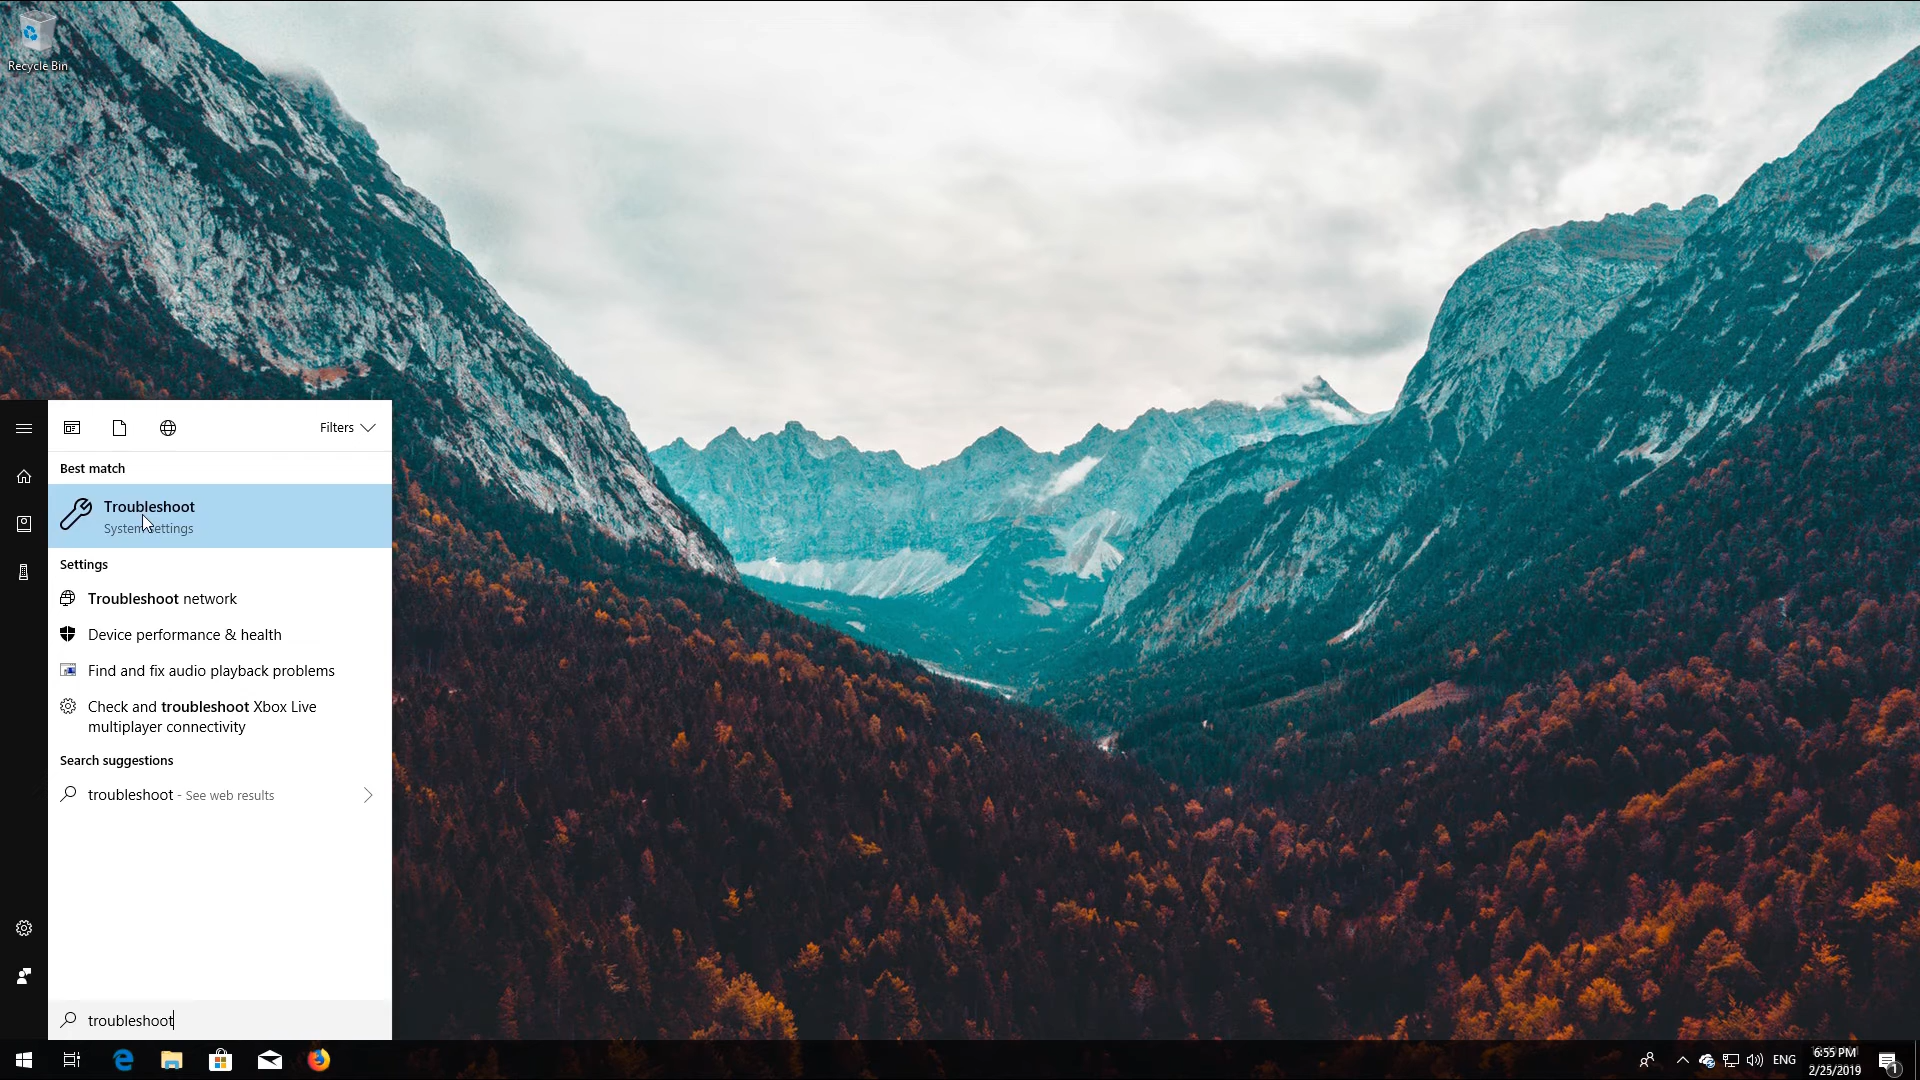 Recycle Bin
Filters
Best match
Troubleshoot
System settings
Settings
Troubleshoot network
Device performance & health
Find and fix audio playback problems
Check and troubleshoot Xbox Live
multiplayer connectivity
Search suggestions
troubleshoot - See web results
troubleshoot
ENG
6:55 PM
2/25/2019
1